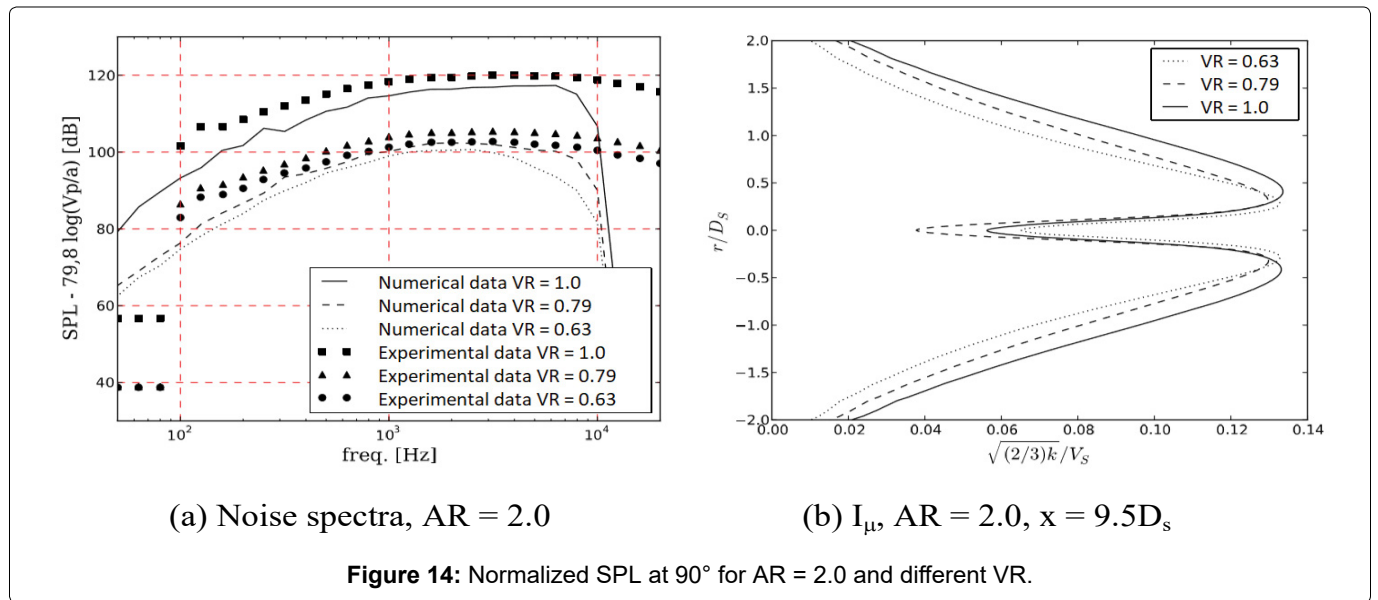 120
100
80
60
40
SPL - 79,8 log(Vp/a) [dB]
10²
10³
10⁴
freq. [Hz]
Numerical data VR = 1.0
Numerical data VR = 0.79
Numerical data VR = 0.63
Experimental data VR = 1.0
Experimental data VR = 0.79
Experimental data VR = 0.63
(a) Noise spectra, AR = 2.0
2.0
1.5
1.0
0.5
0.0
−0.5
−1.0
−1.5
−2.0
r/D_S
0.00
0.02
0.04
0.06
0.08
0.10
0.12
0.14
√(2/3)k/V_S
VR = 0.63
VR = 0.79
VR = 1.0
(b) I_μ, AR = 2.0, x = 9.5D_s
Figure 14: Normalized SPL at 90° for AR = 2.0 and different VR.